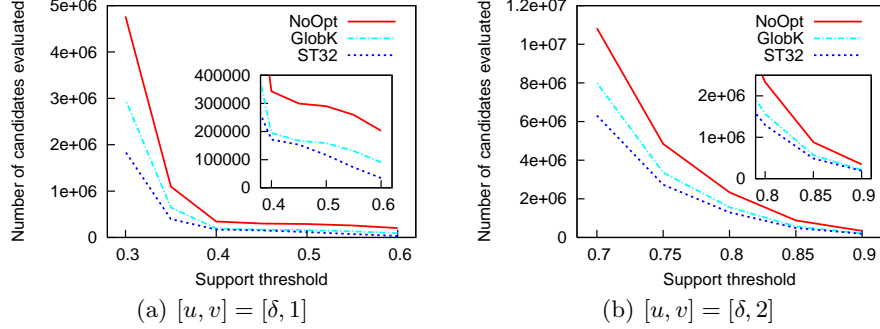 Number of candidates evaluated
5e+06
4e+06
3e+06
2e+06
1e+06
0
NoOpt
GlobK
ST32
400000
300000
200000
100000
0
0.4 0.5 0.6
0.3 0.4 0.5 0.6
Support threshold
(a) [u, v] = [δ, 1]
Number of candidates evaluated
1.2e+07
1e+07
8e+06
6e+06
4e+06
2e+06
0
NoOpt
GlobK
ST32
2e+06
1e+06
0
0.8 0.85 0.9
0.7 0.75 0.8 0.85 0.9
Support threshold
(b) [u, v] = [δ, 2]